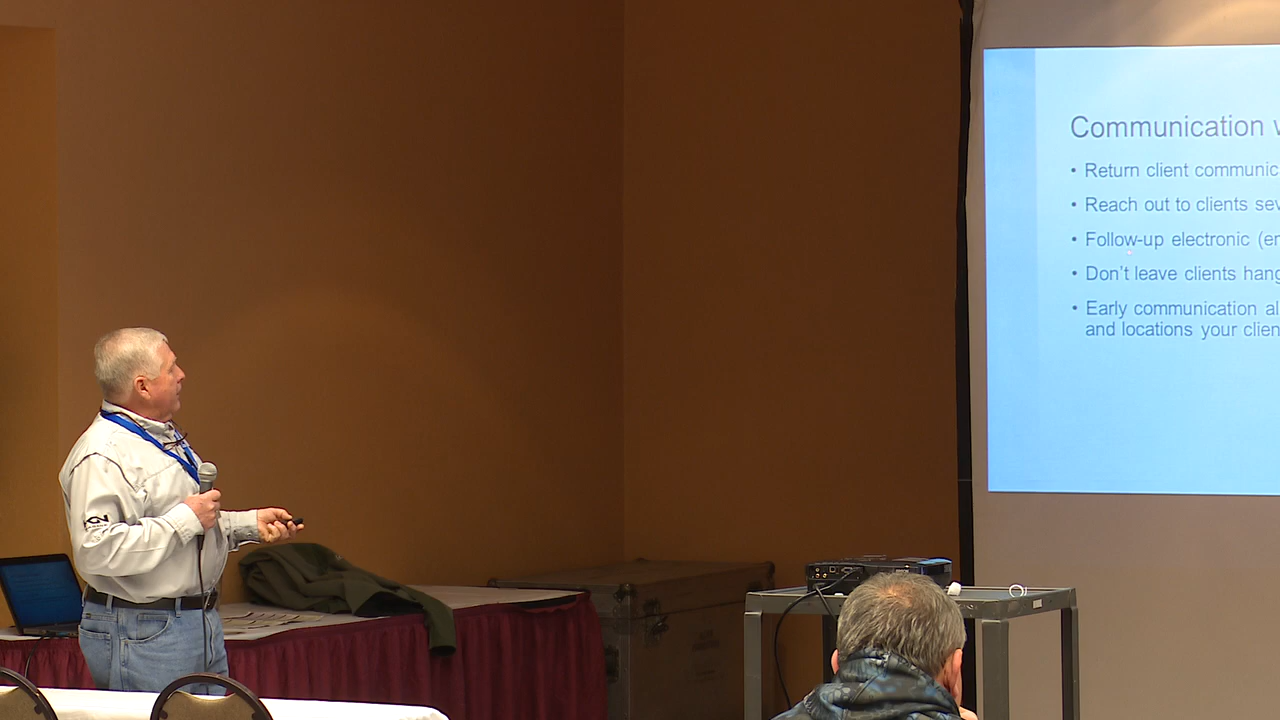 Communication
• Return client communic
• Reach out to clients sev
• Follow-up electronic (en
• Don't leave clients hang
• Early communication al
and locations your clien